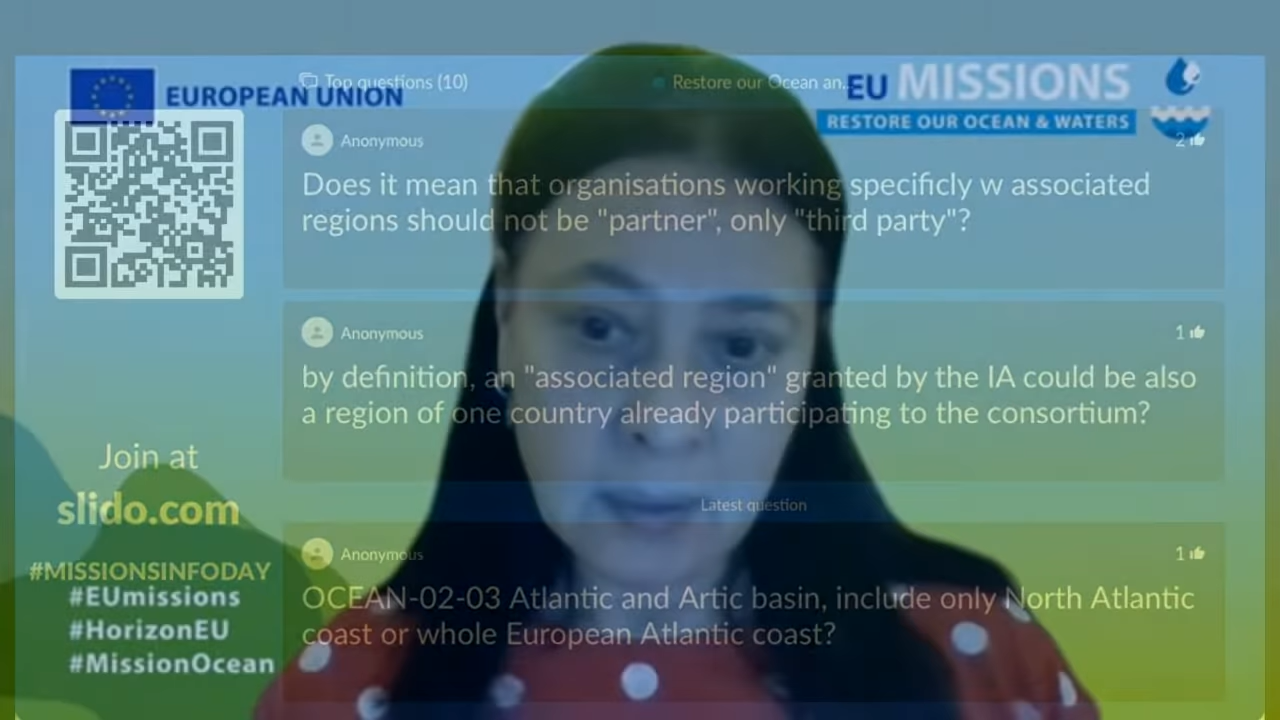 Top questions (10)
Restore our Ocean an...
EUROPEAN UNION
EU MISSIONS
RESTORE OUR OCEAN & WATERS
Anonymous
2
Does it mean that organisations working specificly w associated
regions should not be "partner", only "third party"?
Anonymous
1
by definition, an "associated region" granted by the IA could be also
a region of one country already participating to the consortium?
Join at
slido.com
#MISSIONSINFODAY
#EUmissions
#HorizonEU
#MissionOcean
Latest question
Anonymous
1
OCEAN-02-03 Atlantic and Artic basin, include only North Atlantic
coast or whole European Atlantic coast?